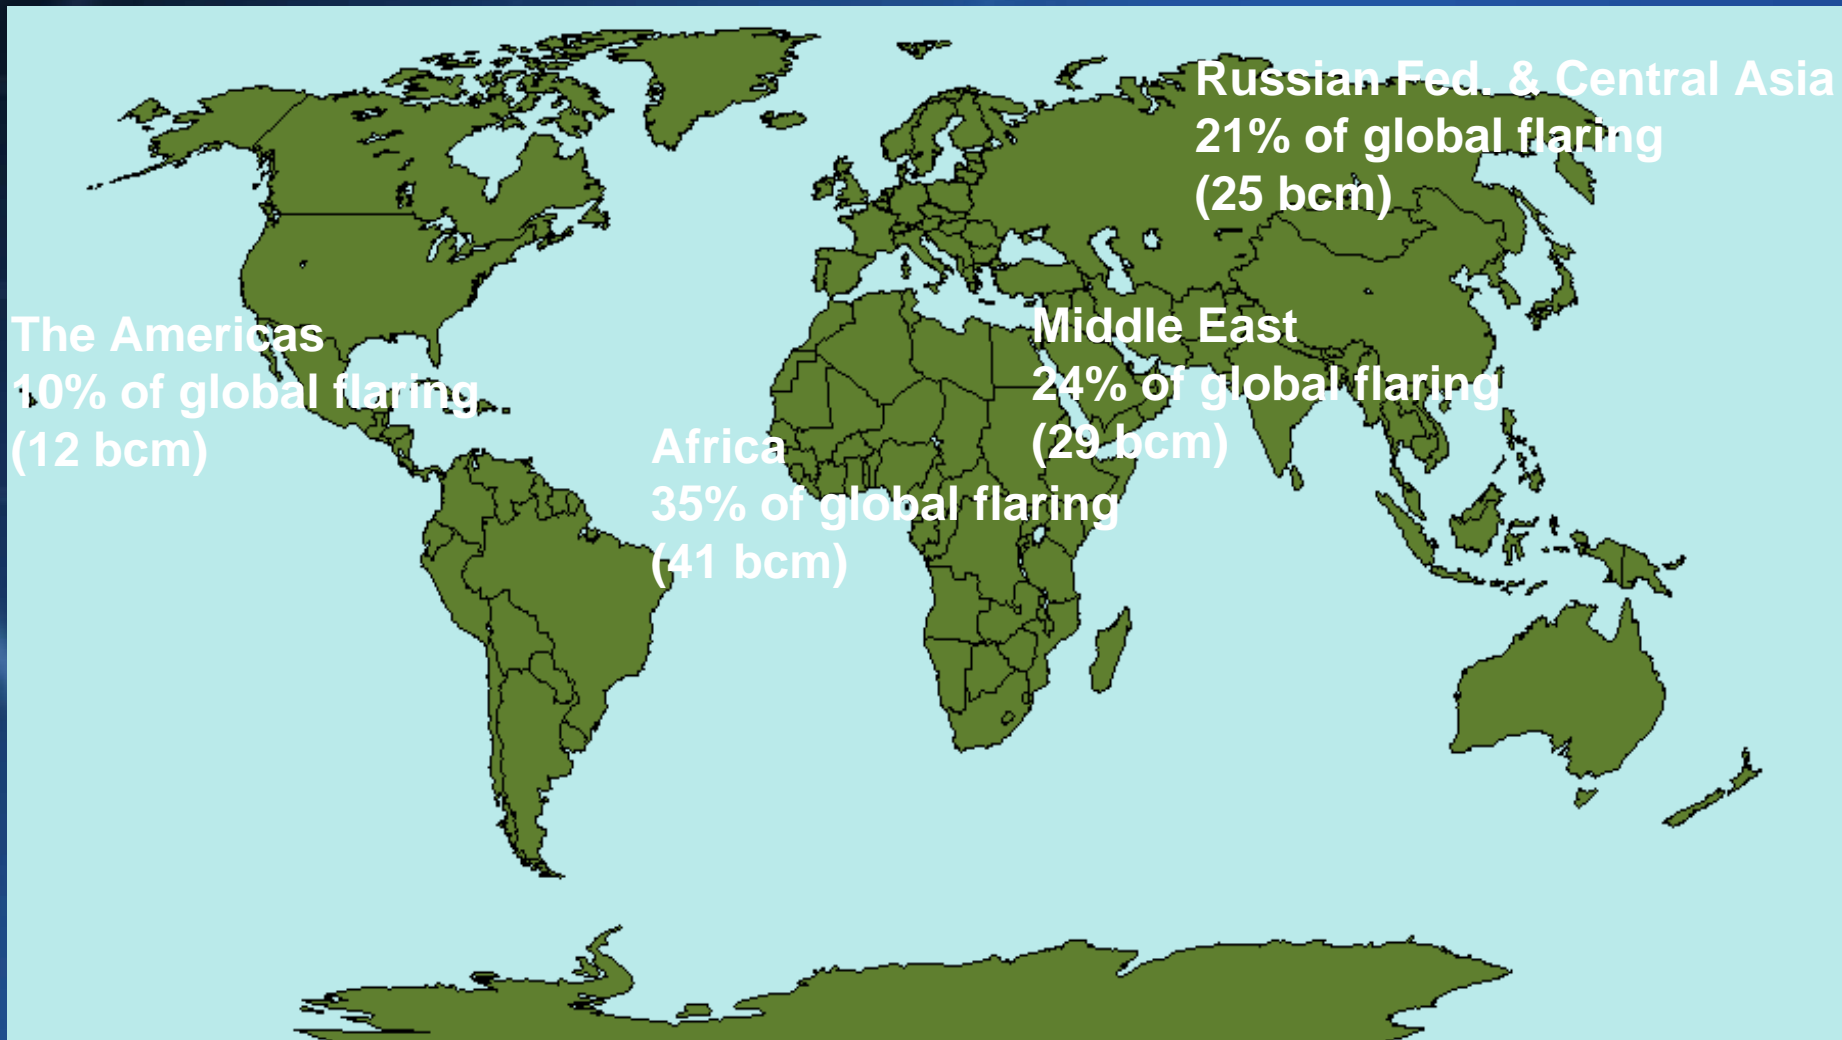 Russian Fed. & Central Asia
21% of global flaring
(25 bcm)
The Americas
10% of global flaring
(12 bcm)
Middle East
24% of global flaring
(29 bcm)
Africa
35% of global flaring
(41 bcm)